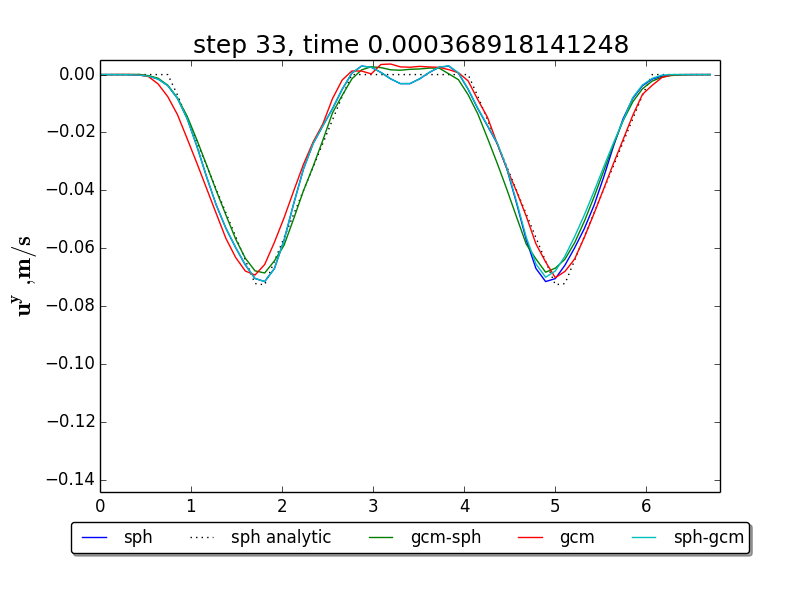 step 33, time 0.000368918141248
0.00
−0.02
−0.04
−0.06
−0.08
−0.10
−0.12
−0.14
u^y ,m/s
0 1 2 3 4 5 6
sph sph analytic gcm-sph gcm sph-gcm